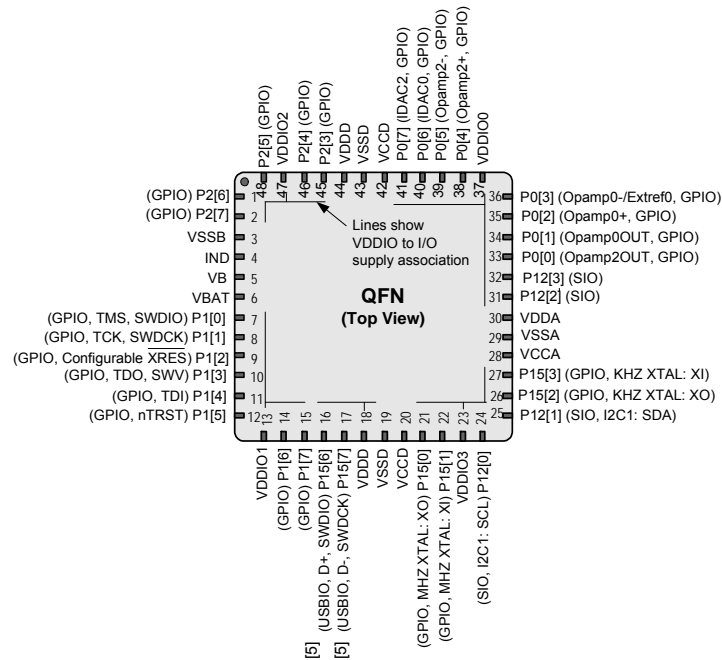 P2[5] (GPIO)
VDDIO2
P2[4] (GPIO)
P2[3] (GPIO)
VDDD
VSSD
VCCD
P0[7] (IDAC2, GPIO)
P0[6] (IDAC0, GPIO)
P0[5] (Opamp2-, GPIO)
P0[4] (Opamp2+, GPIO)
VDDIO0
48
47
46
45
44
43
42
41
40
39
38
37
(GPIO) P2[6] 1
(GPIO) P2[7] 2
VSSB 3
IND 4
VB 5
VBAT 6
(GPIO, TMS, SWDIO) P1[0] 7
(GPIO, TCK, SWDCK) P1[1] 8
(GPIO, Configurable XRES) P1[2] 9
(GPIO, TDO, SWV) P1[3] 10
(GPIO, TDI) P1[4] 11
(GPIO, nTRST) P1[5] 12
Lines show
VDDIO to I/O
supply association
QFN
(Top View)
36 P0[3] (Opamp0-/Extref0, GPIO)
35 P0[2] (Opamp0+, GPIO)
34 P0[1] (Opamp0OUT, GPIO)
33 P0[0] (Opamp2OUT, GPIO)
32 P12[3] (SIO)
31 P12[2] (SIO)
30 VDDA
29 VSSA
28 VCCA
27 P15[3] (GPIO, KHZ XTAL: XI)
26 P15[2] (GPIO, KHZ XTAL: XO)
25 P12[1] (SIO, I2C1: SDA)
13
14
15
16
17
18
19
20
21
22
23
24
VDDIO1
(GPIO) P1[6]
(GPIO) P1[7]
(USBIO, D+, SWDIO) P15[6]
(USBIO, D-, SWDCK) P15[7]
VDDD
VSSD
VCCD
(GPIO, MHZ XTAL: XO) P15[0]
(GPIO, MHZ XTAL: XI) P15[1]
VDDIO3
(SIO, I2C1: SCL) P12[0]
[5]
[5]